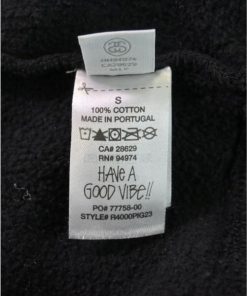 S
100% COTTON
MADE IN PORTUGAL
CA# 28629
RN# 94974
HAVE A
GOOD VIBE!!
PO# 77758-00
STYLE# R4000PIG23